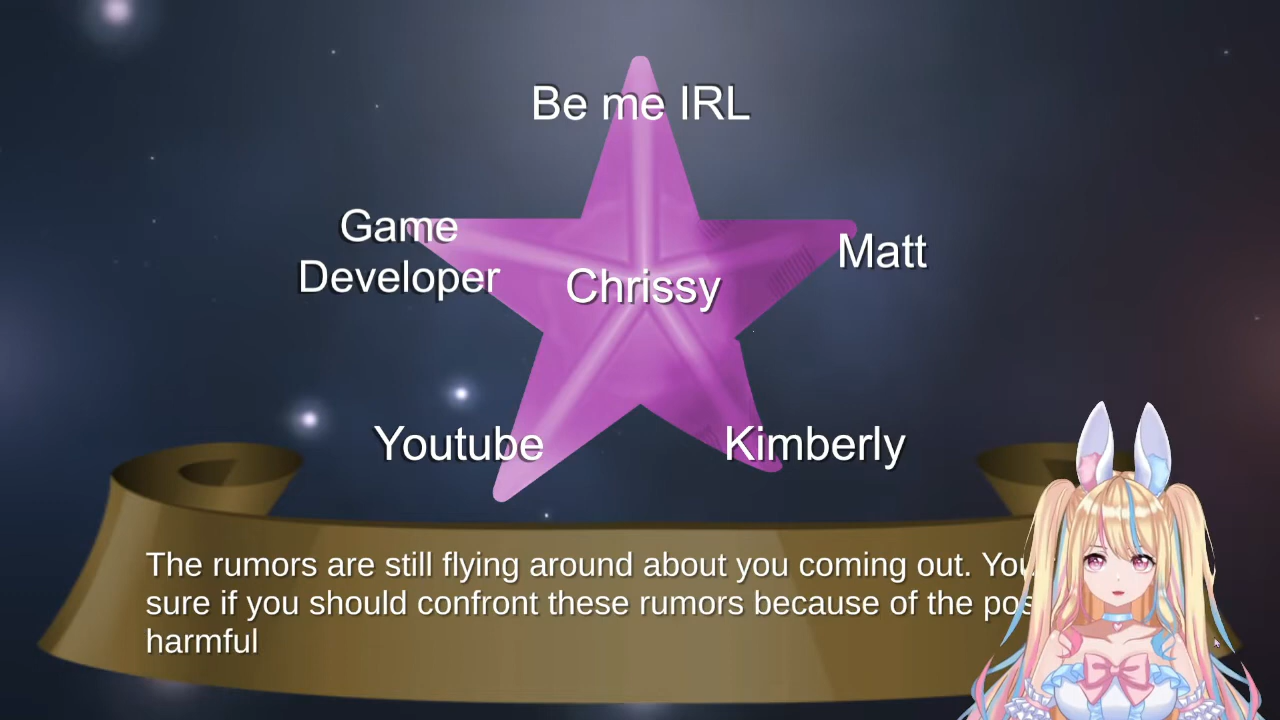 Be me IRL
Game
Developer
Matt
Chrissy
Youtube
Kimberly
The rumors are still flying around about you coming out. You
sure if you should confront these rumors because of the pos
harmful